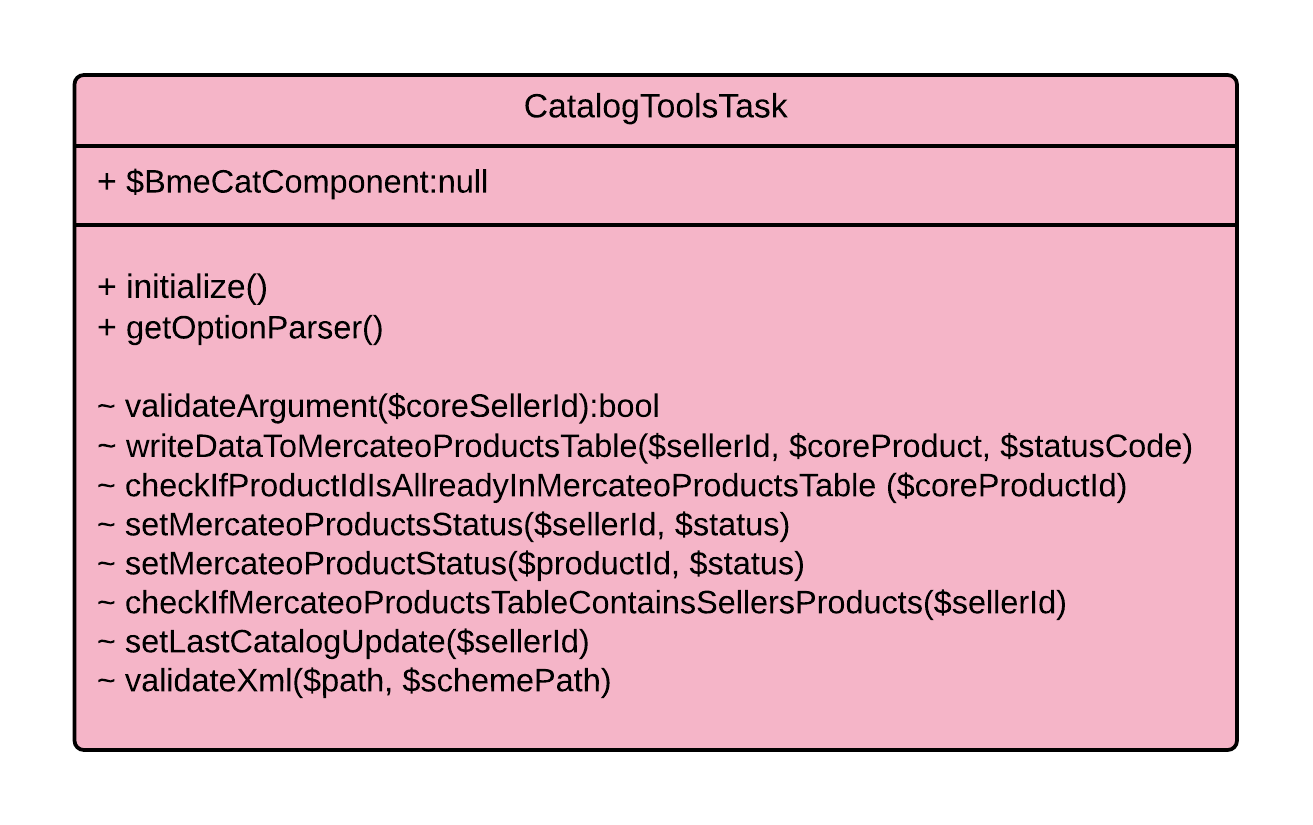 CatalogToolsTask
+ $BmeCatComponent:null
+ initialize()
+ getOptionParser()
~ validateArgument($coreSellerId):bool
~ writeDataToMercateoProductsTable($sellerId, $coreProduct, $statusCode)
~ checkIfProductIdIsAllreadyInMercateoProductsTable ($coreProductId)
~ setMercateoProductsStatus($sellerId, $status)
~ setMercateoProductStatus($productId, $status)
~ checkIfMercateoProductsTableContainsSellersProducts($sellerId)
~ setLastCatalogUpdate($sellerId)
~ validateXml($path, $schemePath)